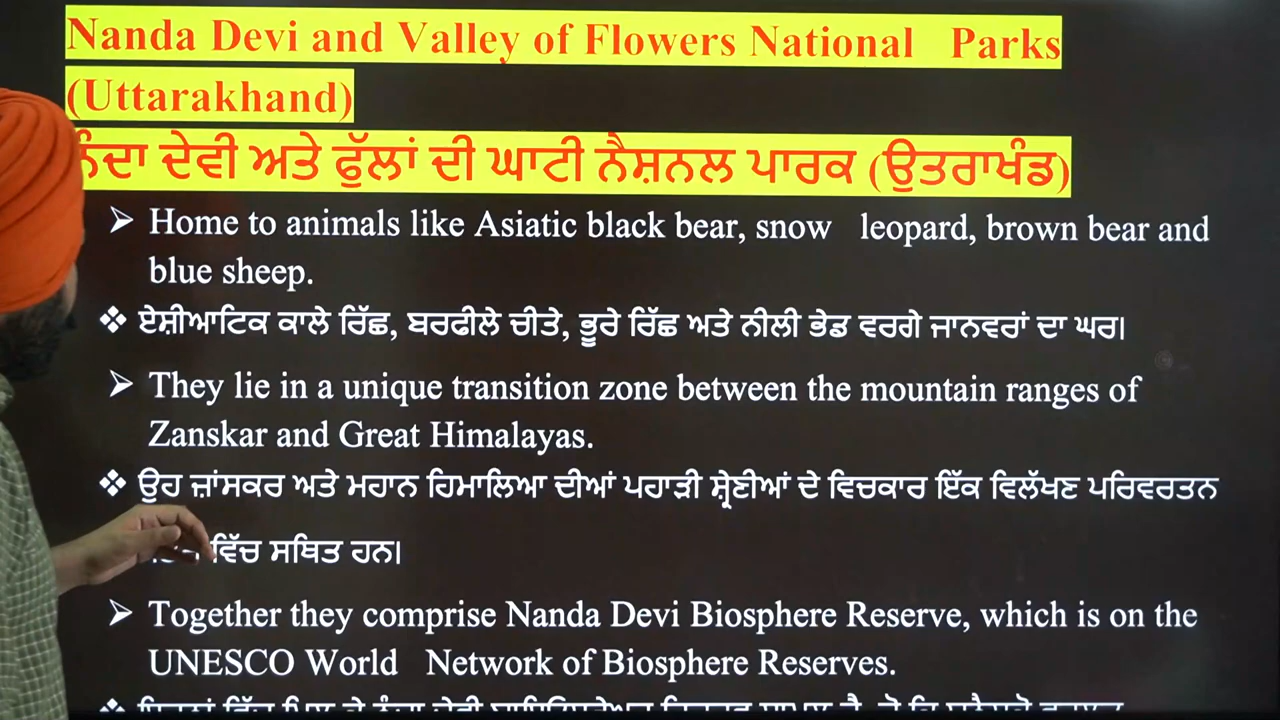 Nanda Devi and Valley of Flowers National Parks
(Uttarakhand)
ਨੰਦਾ ਦੇਵੀ ਅਤੇ ਫੁੱਲਾਂ ਦੀ ਘਾਟੀ ਨੈਸ਼ਨਲ ਪਾਰਕ (ਉਤਰਾਖੰਡ)
➢ Home to animals like Asiatic black bear, snow leopard, brown bear and
blue sheep.
❖ ਏਸ਼ੀਆਟਿਕ ਕਾਲੇ ਰਿੱਛ, ਬਰਫੀਲੇ ਚੀਤੇ, ਭੂਰੇ ਰਿੱਛ ਅਤੇ ਨੀਲੀ ਭੇਡ ਵਰਗੇ ਜਾਨਵਰਾਂ ਦਾ ਘਰ।
➢ They lie in a unique transition zone between the mountain ranges of
Zanskar and Great Himalayas.
❖ ਉਹ ਜ਼ਾਂਸਕਰ ਅਤੇ ਮਹਾਨ ਹਿਮਾਲਿਆ ਦੀਆਂ ਪਹਾੜੀ ਸ਼੍ਰੇਣੀਆਂ ਦੇ ਵਿਚਕਾਰ ਇੱਕ ਵਿਲੱਖਣ ਪਰਿਵਰਤਨ
ਵਿੱਚ ਸਥਿਤ ਹਨ।
➢ Together they comprise Nanda Devi Biosphere Reserve, which is on the
UNESCO World Network of Biosphere Reserves.